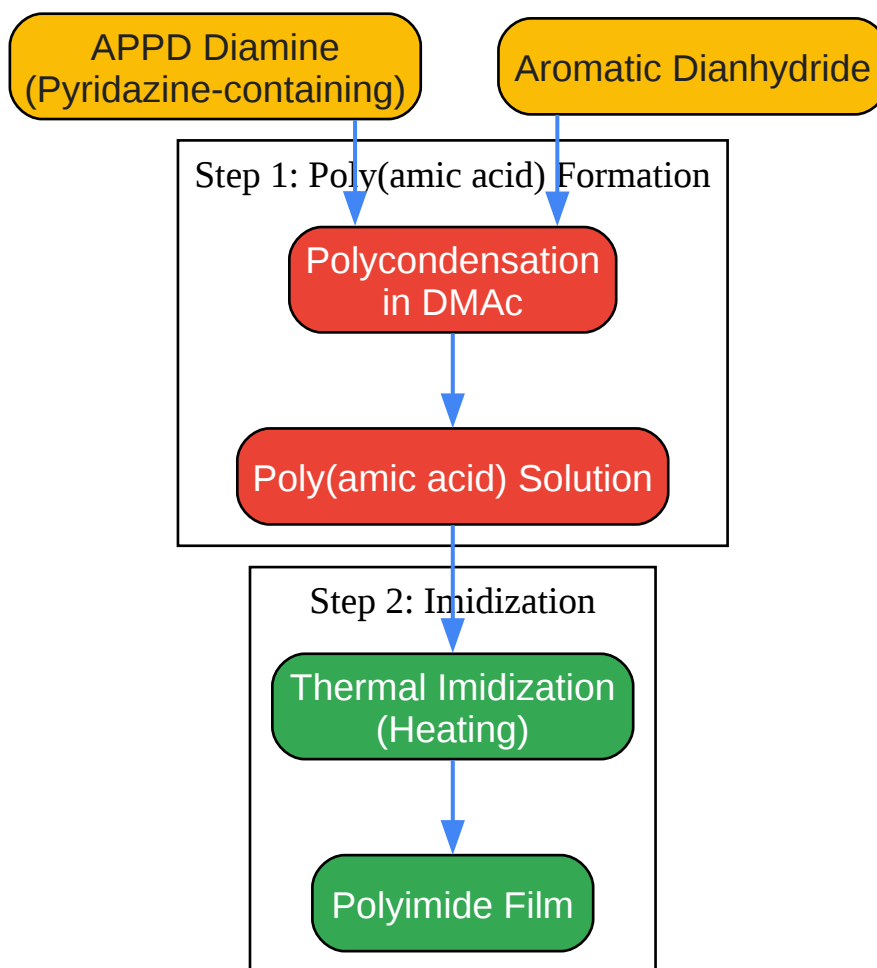 APPD Diamine
(Pyridazine-containing)
Aromatic Dianhydride
Step 1: Poly(amic acid) Formation
Polycondensation
in DMAc
Poly(amic acid) Solution
Step 2: Imidization
Thermal Imidization
(Heating)
Polyimide Film